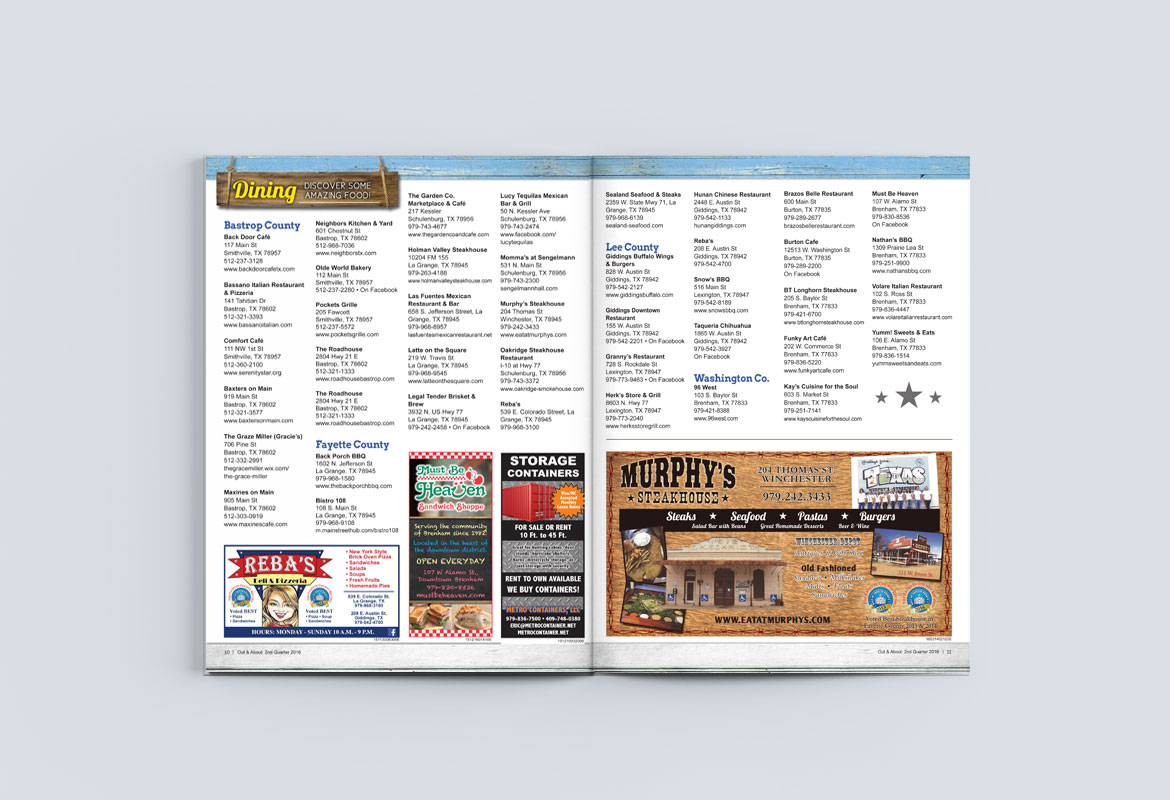 Dining
DISCOVER SOME
AMAZING FOOD!
Bastrop County
Back Door Café
117 Main St
Smithville, TX 78957
512-237-3128
www.backdoorcafetx.com
Bassano Italian Restaurant
& Pizzeria
141 Tahitian Dr
Bastrop, TX 78602
512-321-3393
www.bassanoitalian.com
Comfort Café
111 NW 1st St
Smithville, TX 78957
512-360-2100
www.serenitystar.org
Baxters on Main
919 Main St
Bastrop, TX 78602
512-321-3577
www.baxtersonmain.com
The Graze Miller (Gracie's)
706 Pine St
Bastrop, TX 78602
512-332-2991
thegracemiller.wix.com/
the-grace-miller
Maxines on Main
905 Main St
Bastrop, TX 78602
512-303-0919
www.maxinescafe.com
Neighbors Kitchen & Yard
601 Chestnut St
Bastrop, TX 78602
512-988-7036
www.neighborstx.com
Olde World Bakery
112 Main St
Smithville, TX 78957
512-237-2280 • On Facebook
Pockets Grille
205 Fawcett
Smithville, TX 78957
512-237-5572
www.pocketsgrille.com
The Roadhouse
2804 Hwy 21 E
Bastrop, TX 78602
512-321-1333
www.roadhousebastrop.com
The Roadhouse
2804 Hwy 21 E
Bastrop, TX 78602
512-321-1333
www.roadhousebastrop.com
Fayette County
Back Porch BBQ
1602 N. Jefferson St
La Grange, TX 78945
979-968-1580
www.thebackporchbbq.com
Bistro 108
108 S. Main St
La Grange, TX 78945
979-968-9108
m.mainstreethub.com/bistro108
The Garden Co.
Marketplace & Café
217 Kessler
Schulenburg, TX 78956
979-743-4677
www.thegardencoandcafe.com
Holman Valley Steakhouse
10204 FM 155
La Grange, TX 78945
979-263-4188
www.holmanvalleysteakhouse.com
Las Fuentes Mexican
Restaurant & Bar
658 S. Jefferson Street, La
Grange, TX 78945
979-968-8957
lasfuentesmexicanrestaurant.net
Latte on the Square
219 W. Travis St
La Grange, TX 78945
979-968-9545
www.latteonthesquare.com
Legal Tender Brisket &
Brew
3932 N. US Hwy 77
La Grange, TX 78945
979-242-2458 • On Facebook
Lucy Tequilas Mexican
Bar & Grill
50 N. Kessler Ave
Schulenburg, TX 78956
979-743-2474
www.facebook.com/
lucytequilas
Momma's at Sengelmann
531 N. Main St
Schulenburg, TX 78956
979-743-2300
sengelmannhall.com
Murphy's Steakhouse
204 Thomas St
Winchester, TX 78945
979-242-3433
www.eatatmurphys.com
Oakridge Steakhouse
Restaurant
I-10 at Hwy 77
Schulenburg, TX 78956
979-743-3372
www.oakridge-smokehouse.com
Reba's
539 E. Colorado Street, La
Grange, TX 78945
979-968-3100
REBA'S
Deli & Pizzeria
Voted BEST
• Pizza
• Sandwiches
Voted BEST
• Pizza • Soup
• Sandwiches
• New York Style
Brick Oven Pizza
• Sandwiches
• Salads
• Soups
• Fresh Fruits
• Homemade Pies
539 E. Colorado St.
La Grange, TX
979-968-3100
208 E. Austin St.
Giddings, TX
979-542-4700
HOURS: MONDAY - SUNDAY 10 A.M. - 9 P.M.
Must Be
Heaven
Sandwich Shoppe
Serving the community
of Brenham since 1982!
Located in the heart of
the downtown district.
OPEN EVERYDAY
107 W Alamo St.,
Downtown Brenham
979-830-8536
mustbeheaven.com
STORAGE
CONTAINERS
FOR SALE OR RENT
10 Ft. to 45 Ft.
RENT TO OWN AVAILABLE
WE BUY CONTAINERS!
METRO CONTAINERS, LLC
979-836-7500 • 409-748-0380
ERIC@METROCONTAINER.NET
METROCONTAINER.NET
10 | Out & About 2nd Quarter 2016
Sealand Seafood & Steaks
2359 W. State Mwy 71, La
Grange, TX 78945
979-968-6139
sealand-seafood.com
Lee County
Giddings Buffalo Wings
& Burgers
828 W. Austin St
Giddings, TX 78942
979-542-2127
www.giddingsbuffalo.com
Giddings Downtown
Restaurant
155 W. Austin St
Giddings, TX 78942
979-542-2201 • On Facebook
Granny's Restaurant
728 S. Rockdale St
Lexington, TX 78947
979-773-9463 • On Facebook
Herk's Store & Grill
8603 N. Hwy 77
Lexington, TX 78947
979-773-2040
www.herksstoregrill.com
Hunan Chinese Restaurant
2448 E. Austin St
Giddings, TX 78942
979-542-1133
hunangiddings.com
Reba's
208 E. Austin St
Giddings, TX 78942
979-542-4700
Snow's BBQ
516 Main St
Lexington, TX 78947
979-542-8189
www.snowsbbq.com
Taqueria Chihuahua
1865 W. Austin St
Giddings, TX 78942
979-542-3927
On Facebook
Washington Co.
96 West
103 S. Baylor St
Brenham, TX 77833
979-421-8388
www.96west.com
Brazos Belle Restaurant
600 Main St
Burton, TX 77835
979-289-2677
brazosbellerestaurant.com
Burton Cafe
12513 W. Washington St
Burton, TX 77835
979-289-2200
On Facebook
BT Longhorn Steakhouse
205 S. Baylor St
Brenham, TX 77833
979-421-6700
www.btlonghornsteakhouse.com
Funky Art Café
202 W. Commerce St
Brenham, TX 77833
979-836-5220
www.funkyartcafe.com
Kay's Cuisine for the Soul
603 S. Market St
Brenham, TX 77833
979-251-7141
www.kayscuisineforthesoul.com
Must Be Heaven
107 W. Alamo St
Brenham, TX 77833
979-830-8536
On Facebook
Nathan's BBQ
1309 Prairie Lea St
Brenham, TX 77833
979-251-9900
www.nathansbbq.com
Volare Italian Restaurant
102 S. Ross St
Brenham, TX 77833
979-836-4447
www.volareitalianrestaurant.com
Yumm! Sweets & Eats
106 E. Alamo St
Brenham, TX 77833
979-836-1514
yummsweetsandeats.com
MURPHY'S
STEAKHOUSE
204 THOMAS ST.
WINCHESTER
979.242.3433
TEXAS
Steaks ★ Seafood ★ Pastas ★ Burgers
Salad Bar with Beans Great Homemade Desserts Beer & Wine
Old Fashioned
WWW.EATATMURPHYS.COM
Voted Best Steakhouse in
Fayette County 2013 & 2014
Out & About 2nd Quarter 2016 | 11